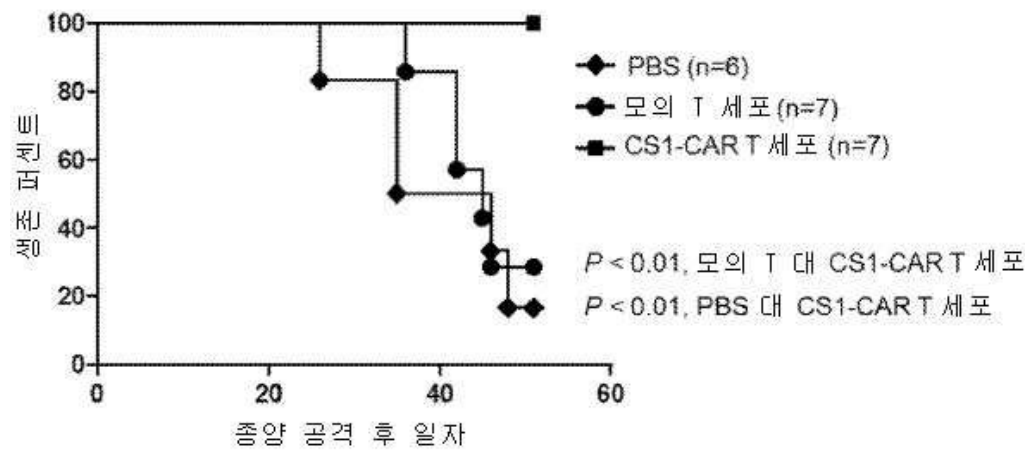 100
80
60
40
20
0
생존 퍼센트
0 20 40 60
종양 공격 후 일자
PBS (n=6)
모의 T 세포 (n=7)
CS1-CAR T 세포 (n=7)
P < 0.01, 모의 T 대 CS1-CAR T 세포
P < 0.01, PBS 대 CS1-CAR T 세포